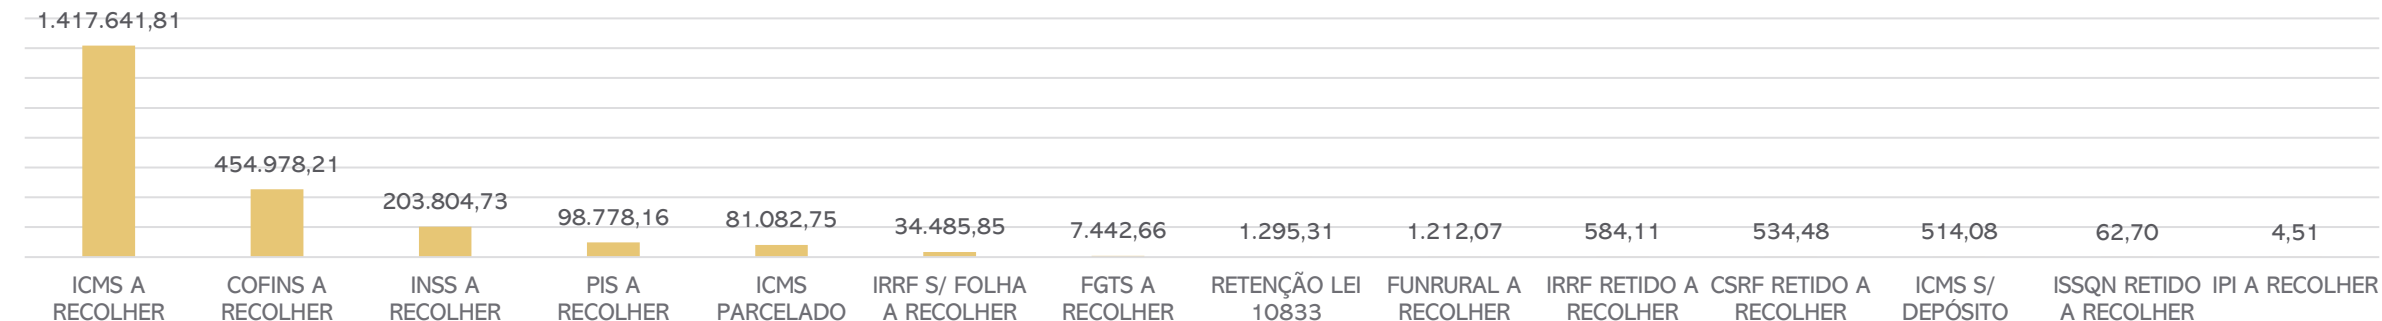 1.417.641,81
454.978,21
203.804,73
98.778,16
81.082,75
34.485,85
7.442,66
1.295,31
1.212,07
584,11
534,48
514,08
62,70
4,51
ICMS A
RECOLHER
COFINS A
RECOLHER
INSS A
RECOLHER
PIS A
RECOLHER
ICMS
PARCELADO
IRRF S/ FOLHA
A RECOLHER
FGTS A
RECOLHER
RETENÇÃO LEI
10833
FUNRURAL A
RECOLHER
IRRF RETIDO A
RECOLHER
CSRF RETIDO A
RECOLHER
ICMS S/
DEPÓSITO
ISSQN RETIDO
A RECOLHER
IPI A RECOLHER